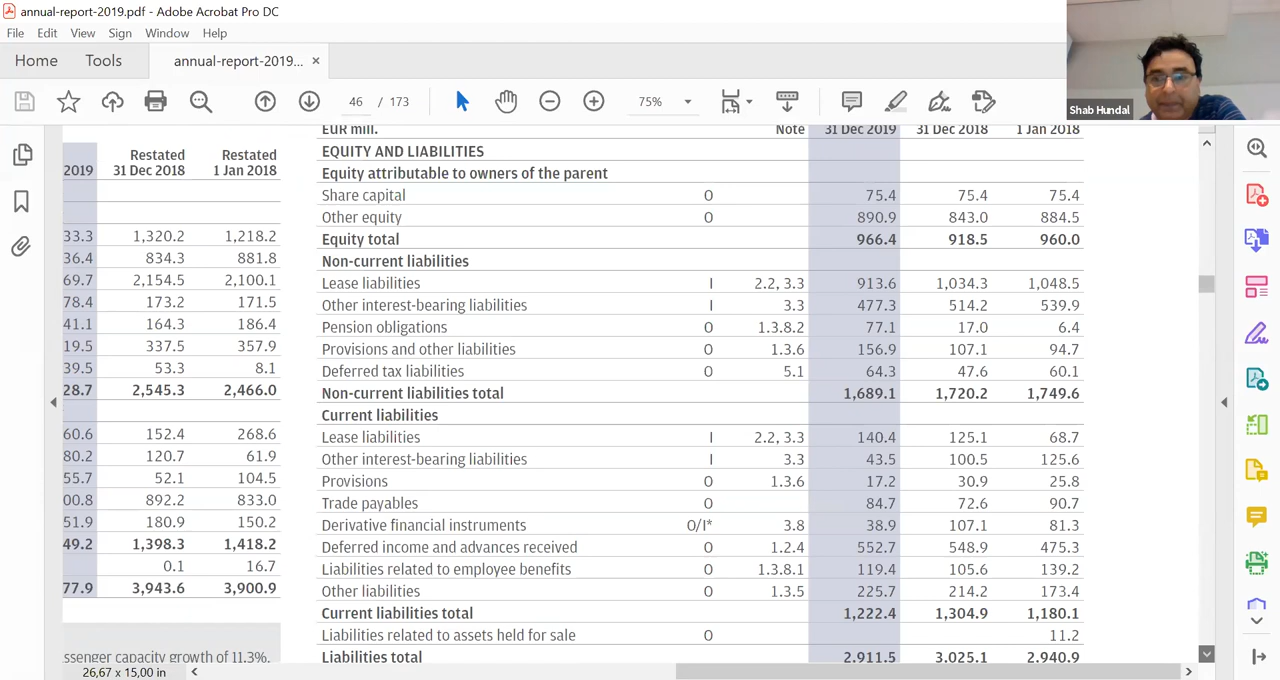 annual-report-2019.pdf - Adobe Acrobat Pro DC
File Edit View Sign Window Help
Home Tools annual-report-2019... ×
46 / 173 75%
Shab Hundal
Restated Restated
2019 31 Dec 2018 1 Jan 2018
33.3 1,320.2 1,218.2
36.4 834.3 881.8
69.7 2,154.5 2,100.1
78.4 173.2 171.5
41.1 164.3 186.4
19.5 337.5 357.9
39.5 53.3 8.1
28.7 2,545.3 2,466.0
60.6 152.4 268.6
80.2 120.7 61.9
55.7 52.1 104.5
00.8 892.2 833.0
51.9 180.9 150.2
49.2 1,398.3 1,418.2
0.1 16.7
77.9 3,943.6 3,900.9
ssenger capacity growth of 11.3%.
26,67 x 15,00 in
EUR mill. Note 31 Dec 2019 31 Dec 2018 1 Jan 2018
EQUITY AND LIABILITIES
Equity attributable to owners of the parent
Share capital O 75.4 75.4 75.4
Other equity O 890.9 843.0 884.5
Equity total 966.4 918.5 960.0
Non-current liabilities
Lease liabilities I 2.2, 3.3 913.6 1,034.3 1,048.5
Other interest-bearing liabilities I 3.3 477.3 514.2 539.9
Pension obligations O 1.3.8.2 77.1 17.0 6.4
Provisions and other liabilities O 1.3.6 156.9 107.1 94.7
Deferred tax liabilities O 5.1 64.3 47.6 60.1
Non-current liabilities total 1,689.1 1,720.2 1,749.6
Current liabilities
Lease liabilities I 2.2, 3.3 140.4 125.1 68.7
Other interest-bearing liabilities I 3.3 43.5 100.5 125.6
Provisions O 1.3.6 17.2 30.9 25.8
Trade payables O 84.7 72.6 90.7
Derivative financial instruments O/I* 3.8 38.9 107.1 81.3
Deferred income and advances received O 1.2.4 552.7 548.9 475.3
Liabilities related to employee benefits O 1.3.8.1 119.4 105.6 139.2
Other liabilities O 1.3.5 225.7 214.2 173.4
Current liabilities total 1,222.4 1,304.9 1,180.1
Liabilities related to assets held for sale O 11.2
Liabilities total 2,911.5 3,025.1 2,940.9